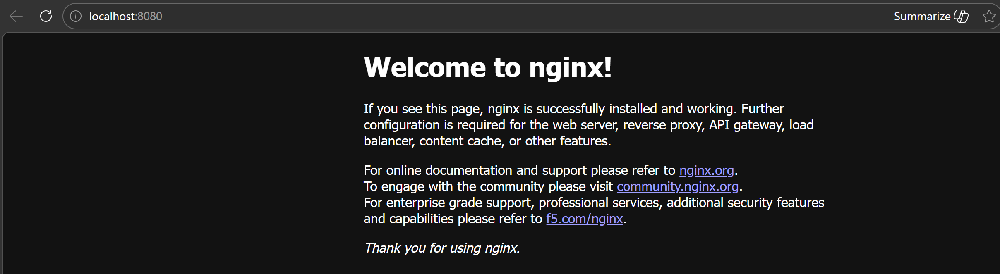 localhost:8080
Summarize
Welcome to nginx!
If you see this page, nginx is successfully installed and working. Further
configuration is required for the web server, reverse proxy, API gateway, load
balancer, content cache, or other features.
For online documentation and support please refer to nginx.org.
To engage with the community please visit community.nginx.org.
For enterprise grade support, professional services, additional security features
and capabilities please refer to f5.com/nginx.
Thank you for using nginx.